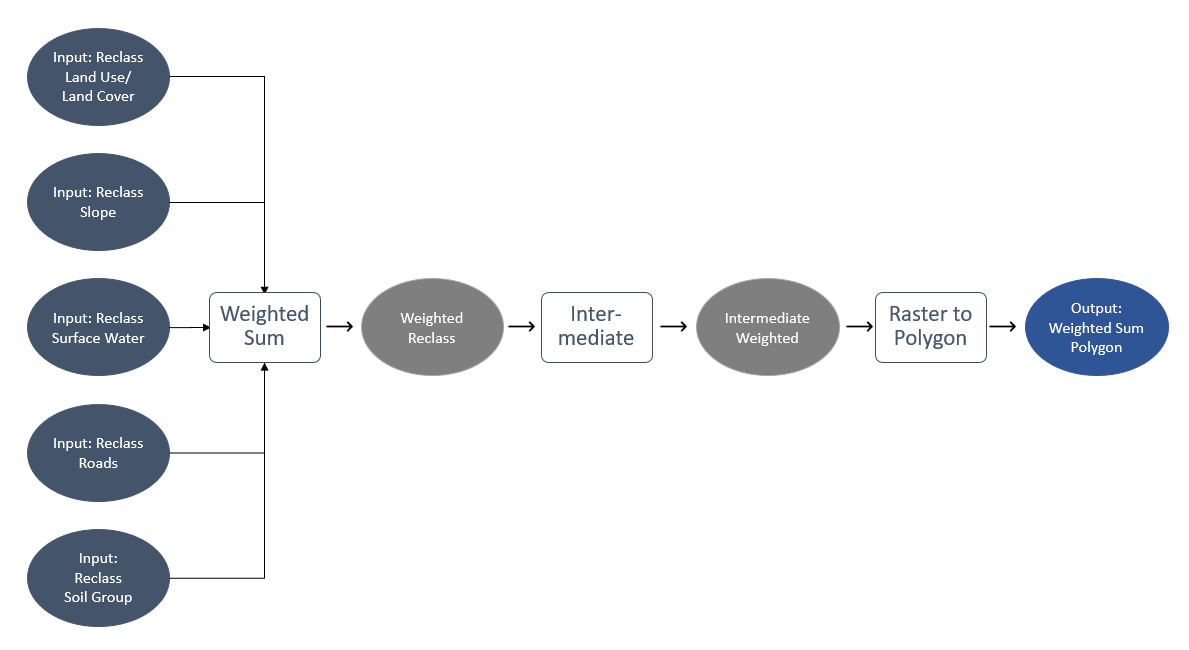 Input: Reclass
Land Use/
Land Cover
Input: Reclass
Slope
Input: Reclass
Surface Water
Input: Reclass
Roads
Input:
Reclass
Soil Group
Weighted
Sum
Weighted
Reclass
Inter-
mediate
Intermediate
Weighted
Raster to
Polygon
Output:
Weighted Sum
Polygon